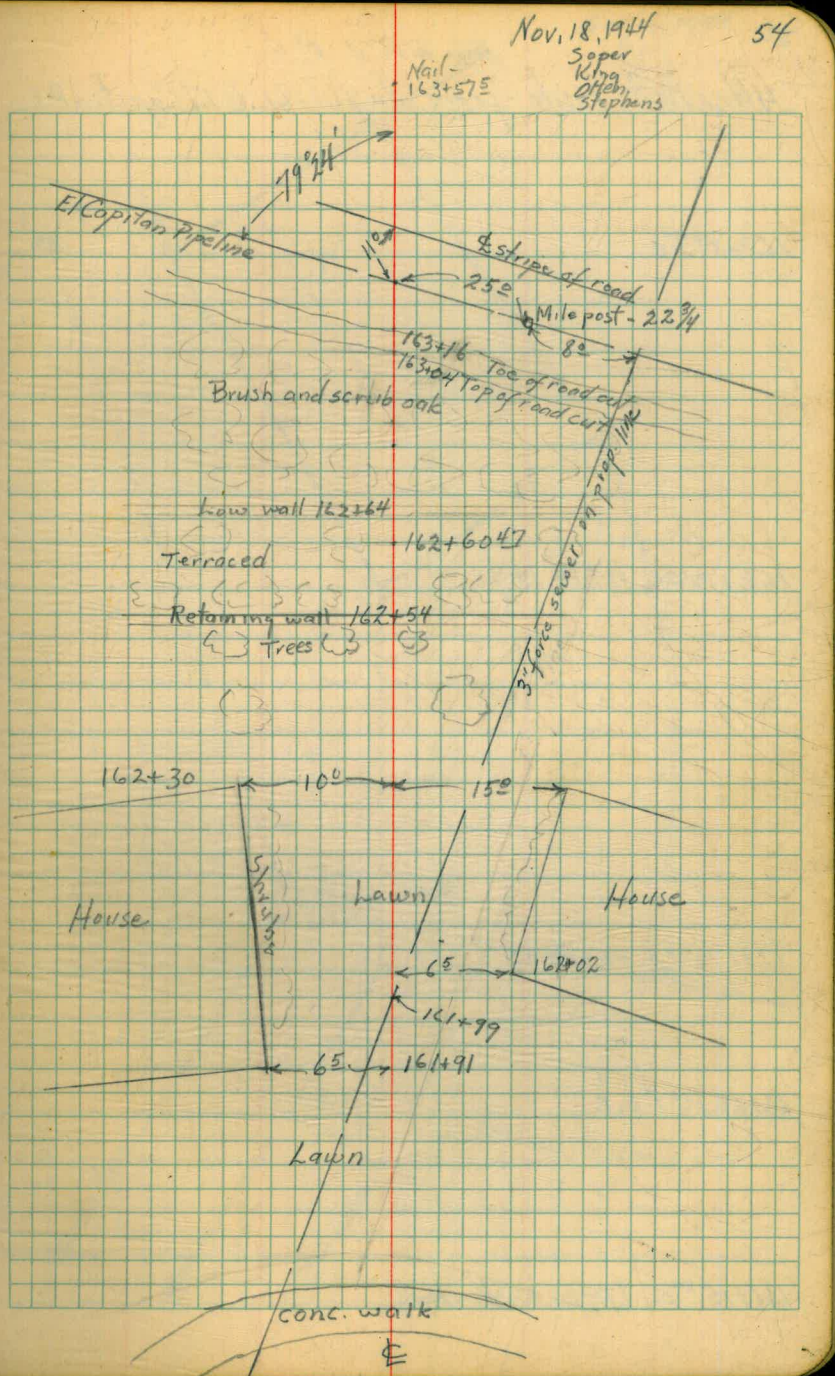 Nov. 18, 1944 54
Soper
King
Otten
Stephens
Nail-
163+57⁵
79°24'
El Capitan Pipeline
11⁰
℄ stripe of road
25⁰
Mile post - 22 3/4
8⁰
163+16 - Toe of road cut
163+04 Top of road cut
Brush and scrub oak
3" force sewer on prop. line
Low wall 162+64
162+60⁴⁷
Terraced
Retaining wall 162+54
Trees
162+30 10⁰ 15⁰
Shrubs
House Lawn House
6⁵ 162+02
161+99
6⁵ 161+91
Lawn
conc. walk
℄